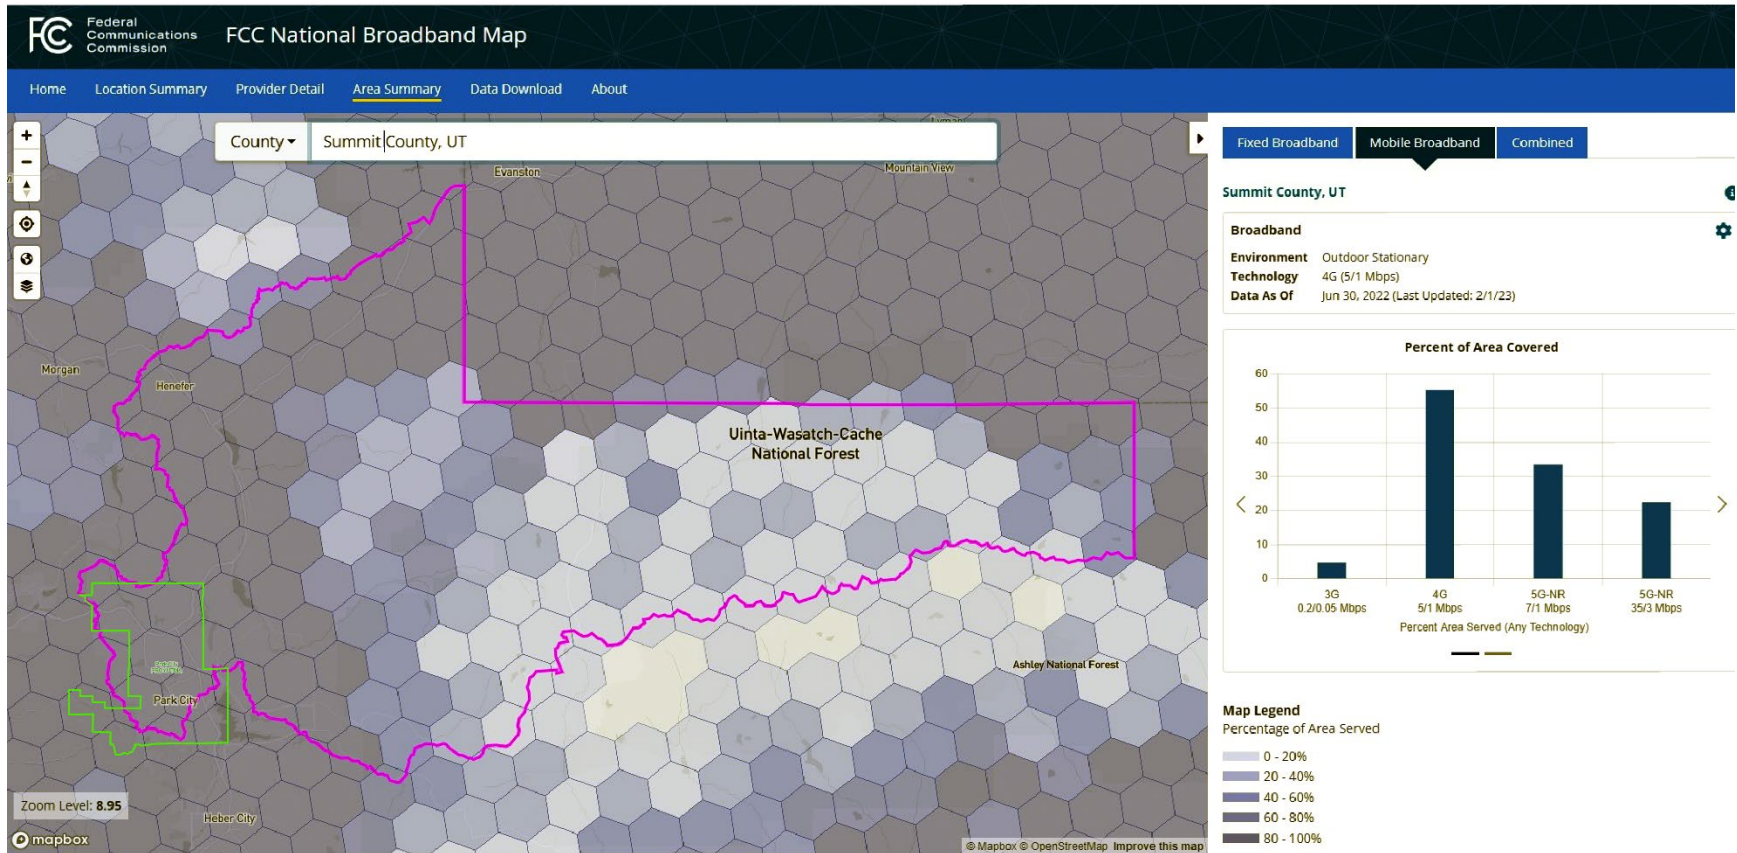 Federal
Communications
Commission
FCC National Broadband Map
Home Location Summary Provider Detail Area Summary Data Download About
County Summit County, UT
Evanston
Mountain View
Morgan
Henefer
Uinta-Wasatch-Cache
National Forest
Ashley National Forest
Park City
Heber City
Zoom Level: 8.95
mapbox
© Mapbox © OpenStreetMap Improve this map
Fixed Broadband Mobile Broadband Combined
Summit County, UT
Broadband
Environment Outdoor Stationary
Technology 4G (5/1 Mbps)
Data As Of Jun 30, 2022 (Last Updated: 2/1/23)
Percent of Area Covered
60
50
40
30
20
10
0
3G 4G 5G-NR 5G-NR
0.2/0.05 Mbps 5/1 Mbps 7/1 Mbps 35/3 Mbps
Percent Area Served (Any Technology)
Map Legend
Percentage of Area Served
0 - 20%
20 - 40%
40 - 60%
60 - 80%
80 - 100%